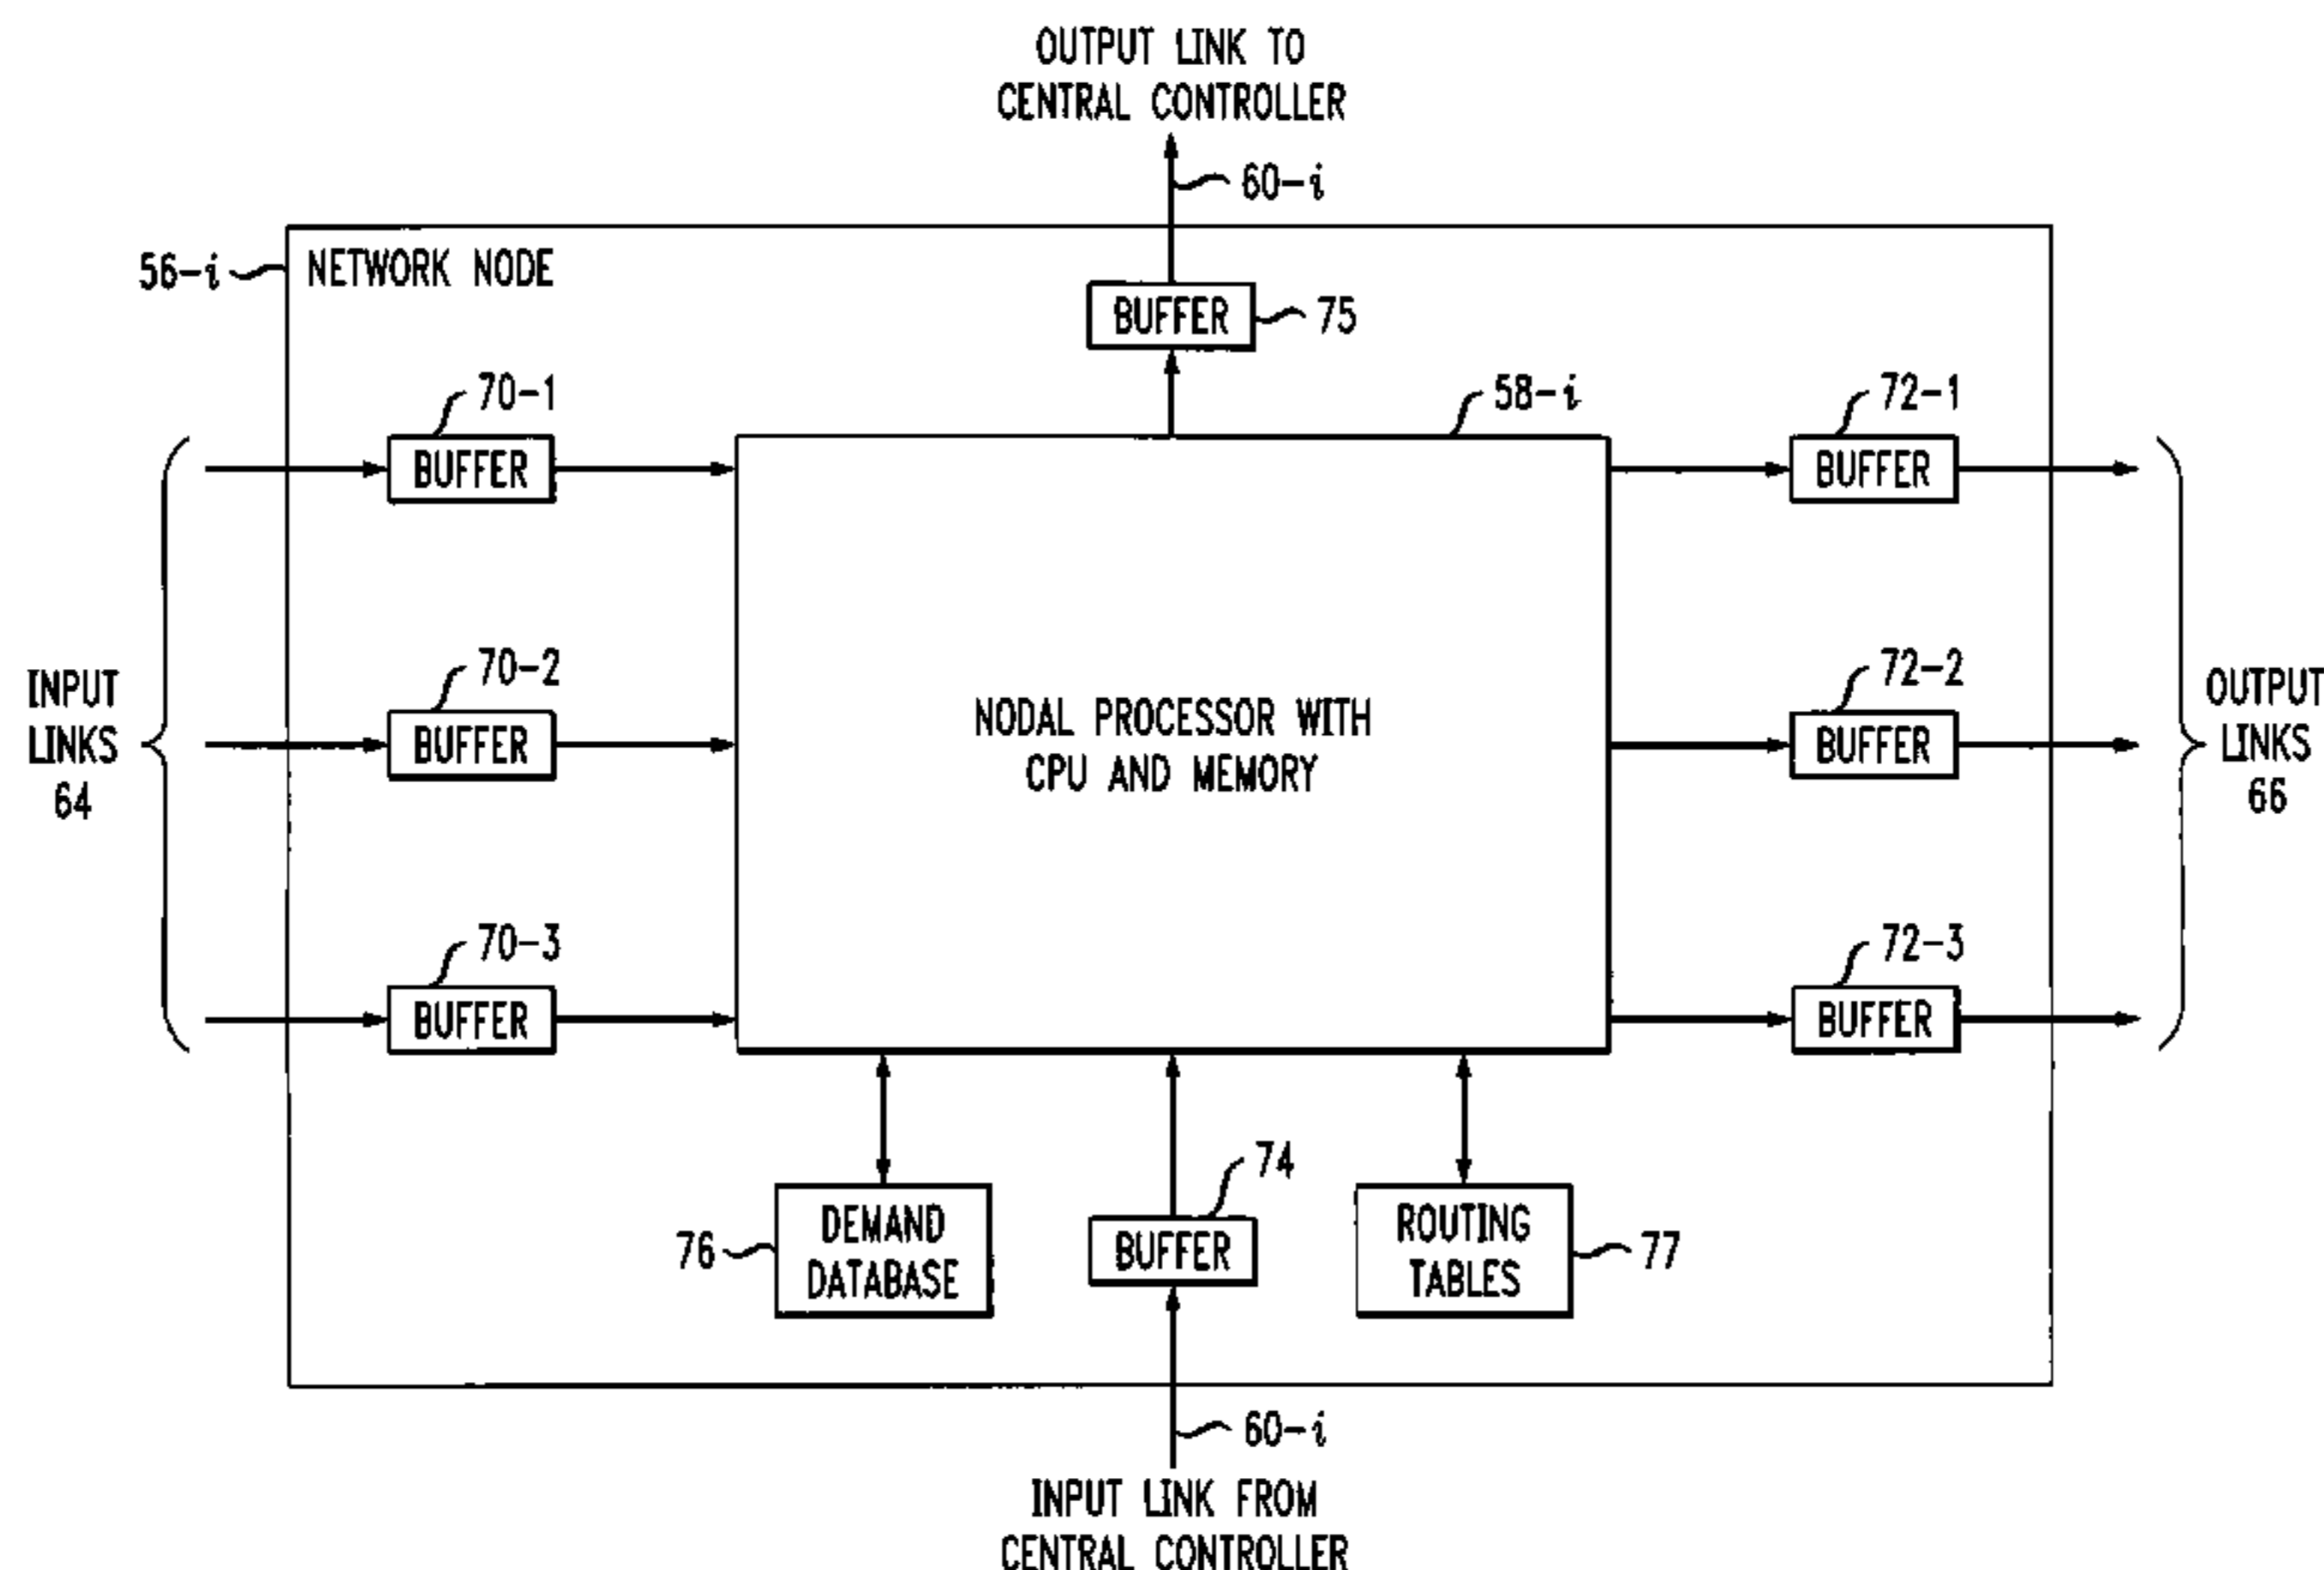 OUTPUT LINK TO
CENTRAL CONTROLLER
60-i
56-i
NETWORK NODE
BUFFER
75
70-1
58-i
72-1
BUFFER
BUFFER
70-2
72-2
INPUT
LINKS
64
BUFFER
NODAL PROCESSOR WITH
CPU AND MEMORY
BUFFER
OUTPUT
LINKS
66
70-3
72-3
BUFFER
BUFFER
74
76
DEMAND
DATABASE
BUFFER
ROUTING
TABLES
77
60-i
INPUT LINK FROM
CENTRAL CONTROLLER